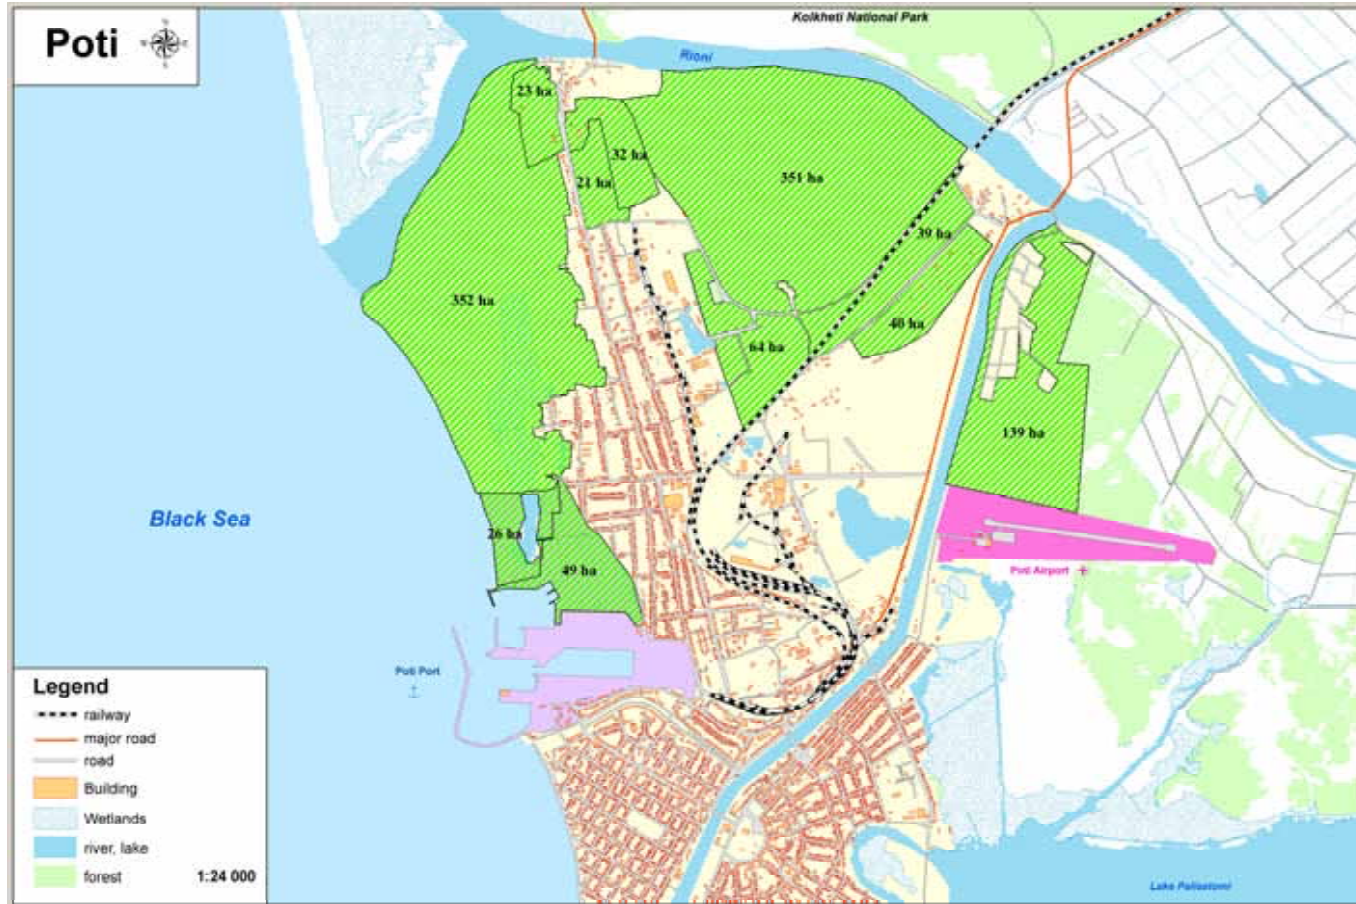 Poti
Kolkheti National Park
Rioni
23 ha
32 ha
21 ha
351 ha
39 ha
352 ha
40 ha
64 ha
139 ha
Black Sea
26 ha
49 ha
Poti Airport
Poti Port
Lake Paliastomi
Legend
railway
major road
road
Building
Wetlands
river, lake
forest
1:24 000